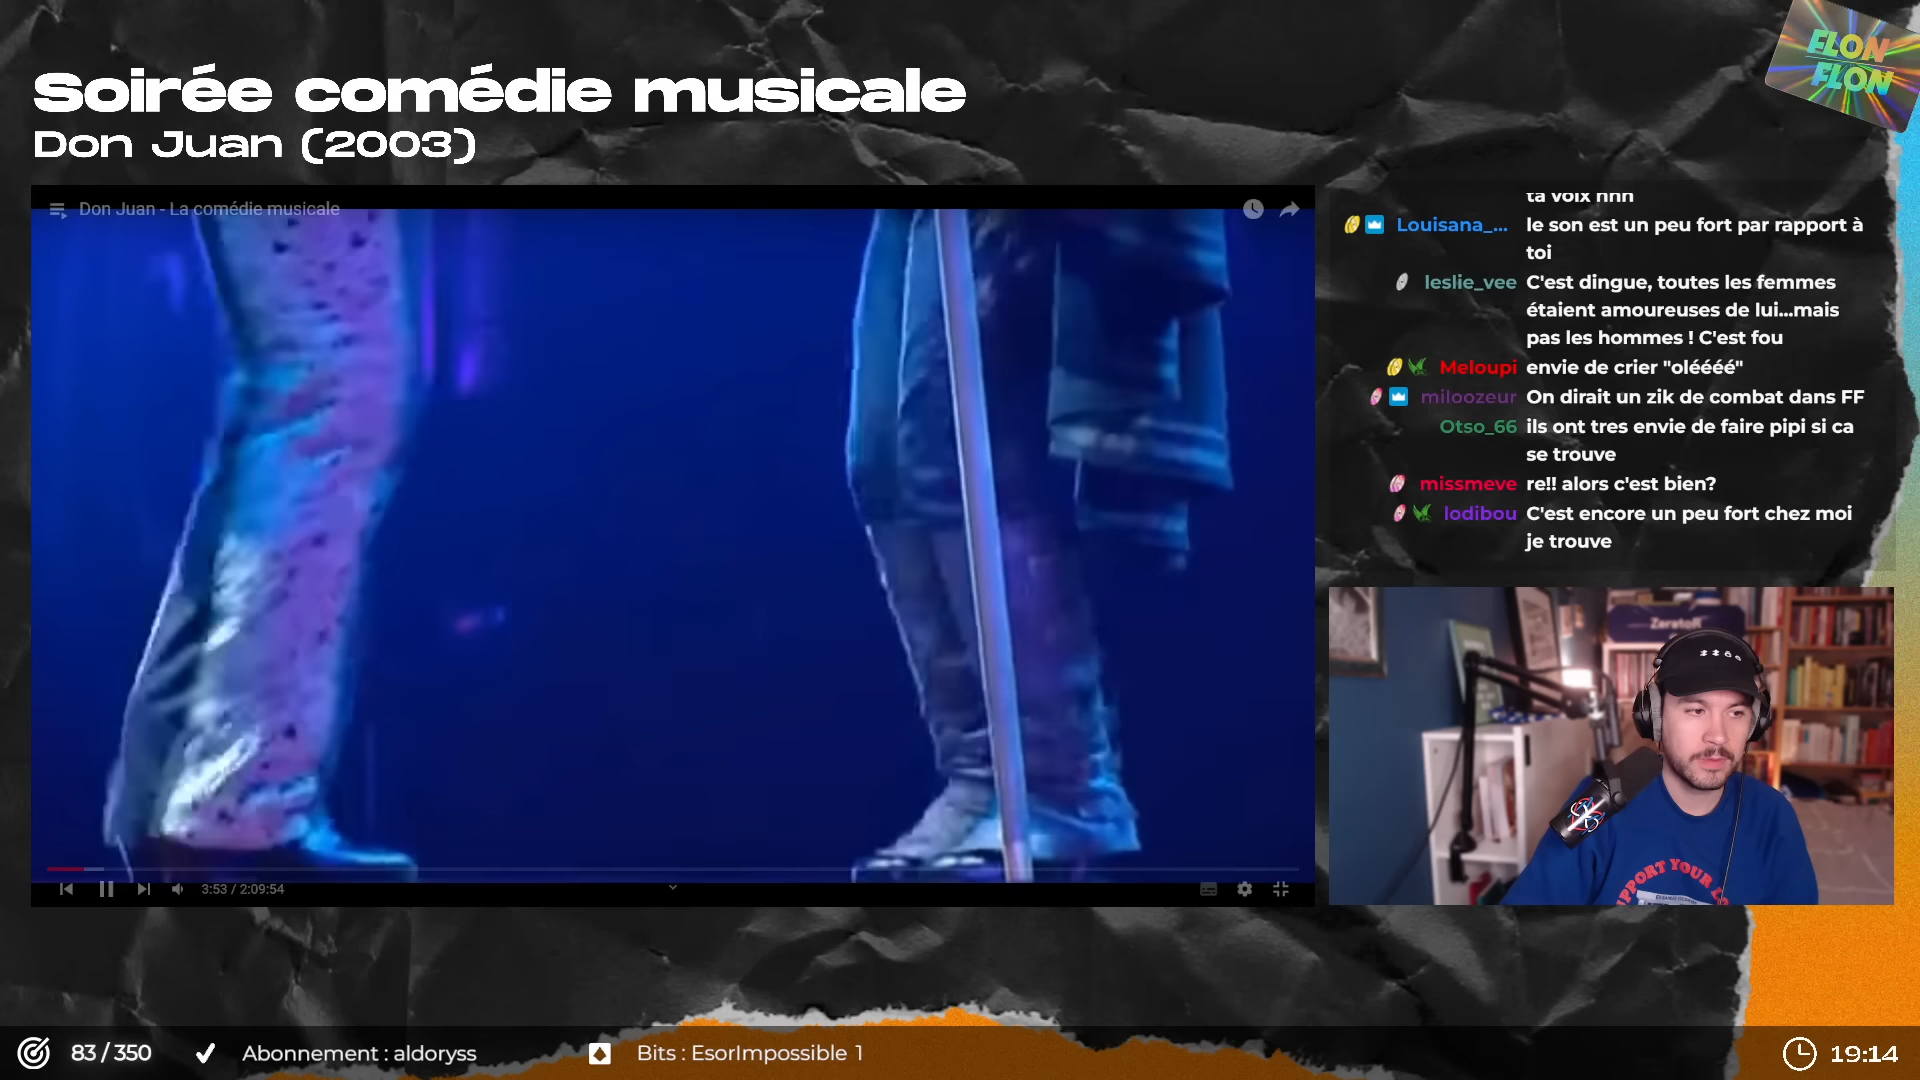 Soirée comédie musicale
Don Juan (2003)
FLON
FLON
Don Juan - La comédie musicale
ta voix hhh
Louisana_... le son est un peu fort par rapport à
toi
leslie_vee C'est dingue, toutes les femmes
étaient amoureuses de lui...mais
pas les hommes ! C'est fou
Meloupi envie de crier "oléééé"
miloozeur On dirait un zik de combat dans FF
Otso_66 ils ont tres envie de faire pipi si ca
se trouve
missmeve re!! alors c'est bien?
lodibou C'est encore un peu fort chez moi
je trouve
ZeratoR
PORT YOUR LO
3:53 / 2:09:54
83 / 350
Abonnement : aldoryss
Bits : EsorImpossible 1
19:14